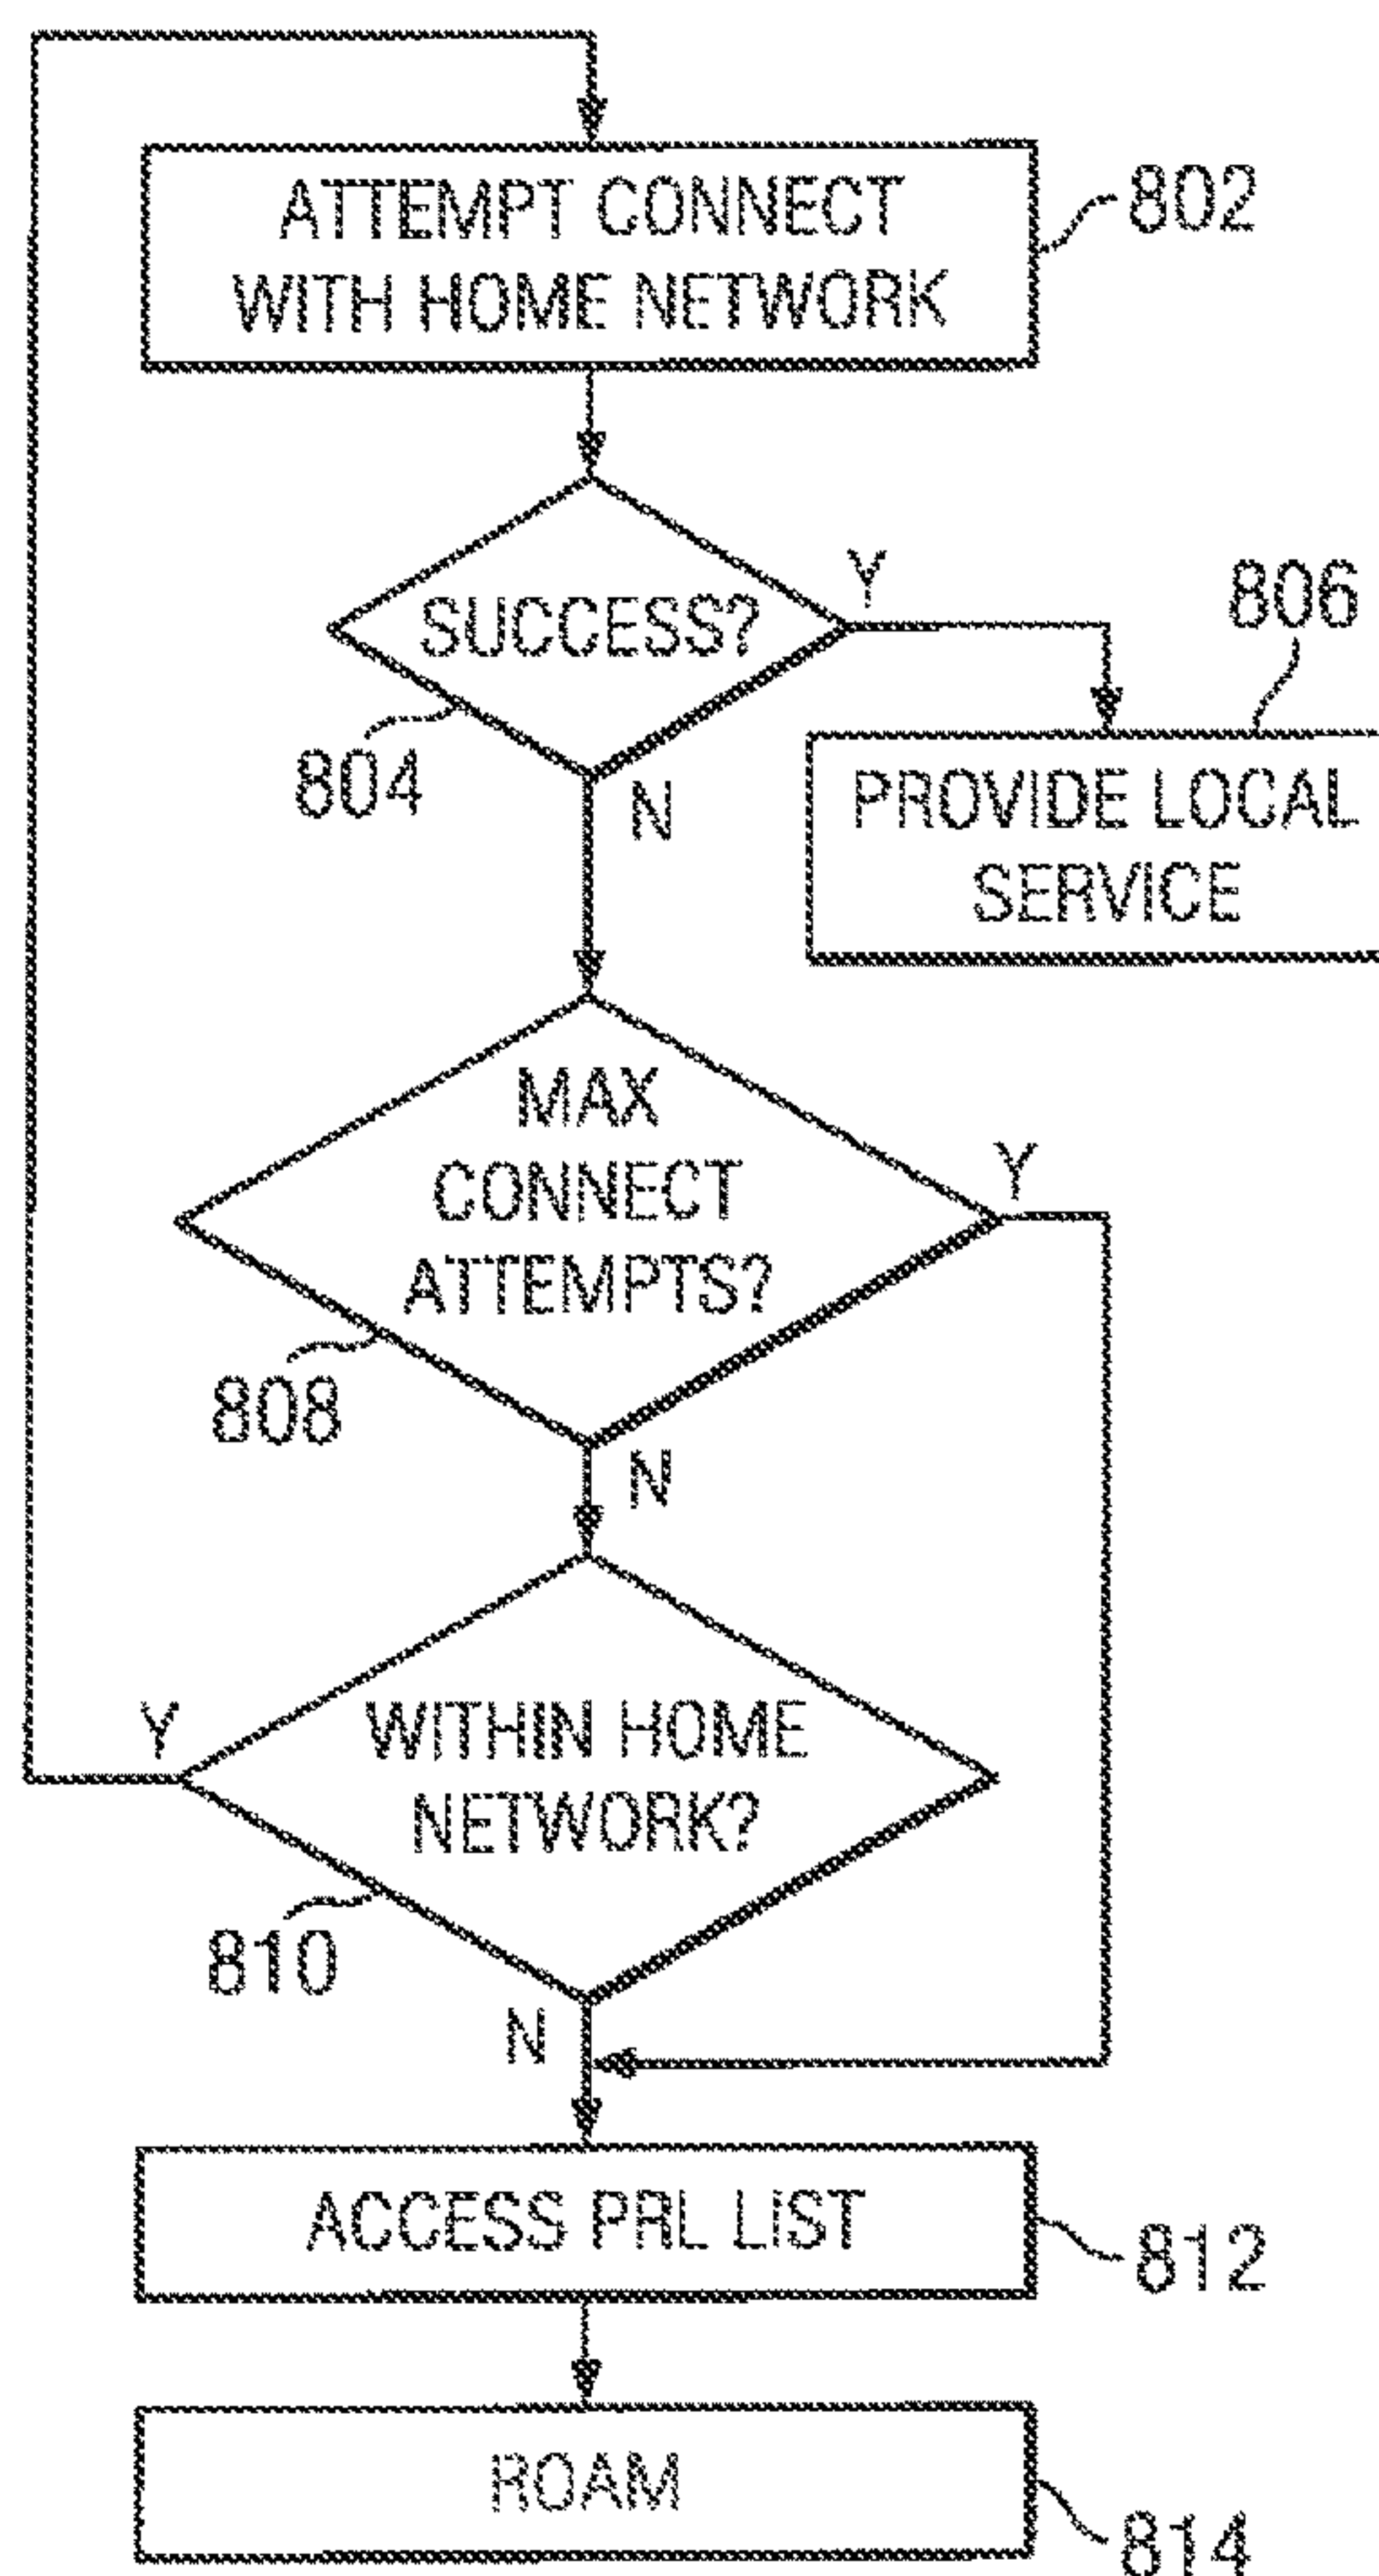 ATTEMPT CONNECT
WITH HOME NETWORK
802
SUCCESS?
Y
806
804
N
PROVIDE LOCAL
SERVICE
MAX
CONNECT
ATTEMPTS?
Y
808
N
WITHIN HOME
NETWORK?
Y
810
N
ACCESS PRL LIST
812
ROAM
814